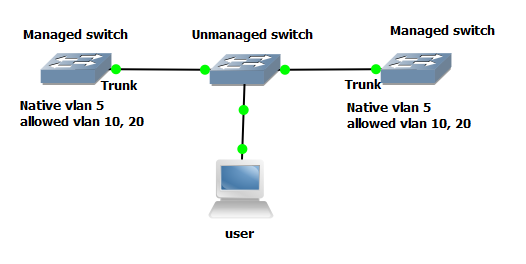 Managed switch
Unmanaged switch
Managed switch
Trunk
Trunk
Native vlan 5
allowed vlan 10, 20
Native vlan 5
allowed vlan 10, 20
user